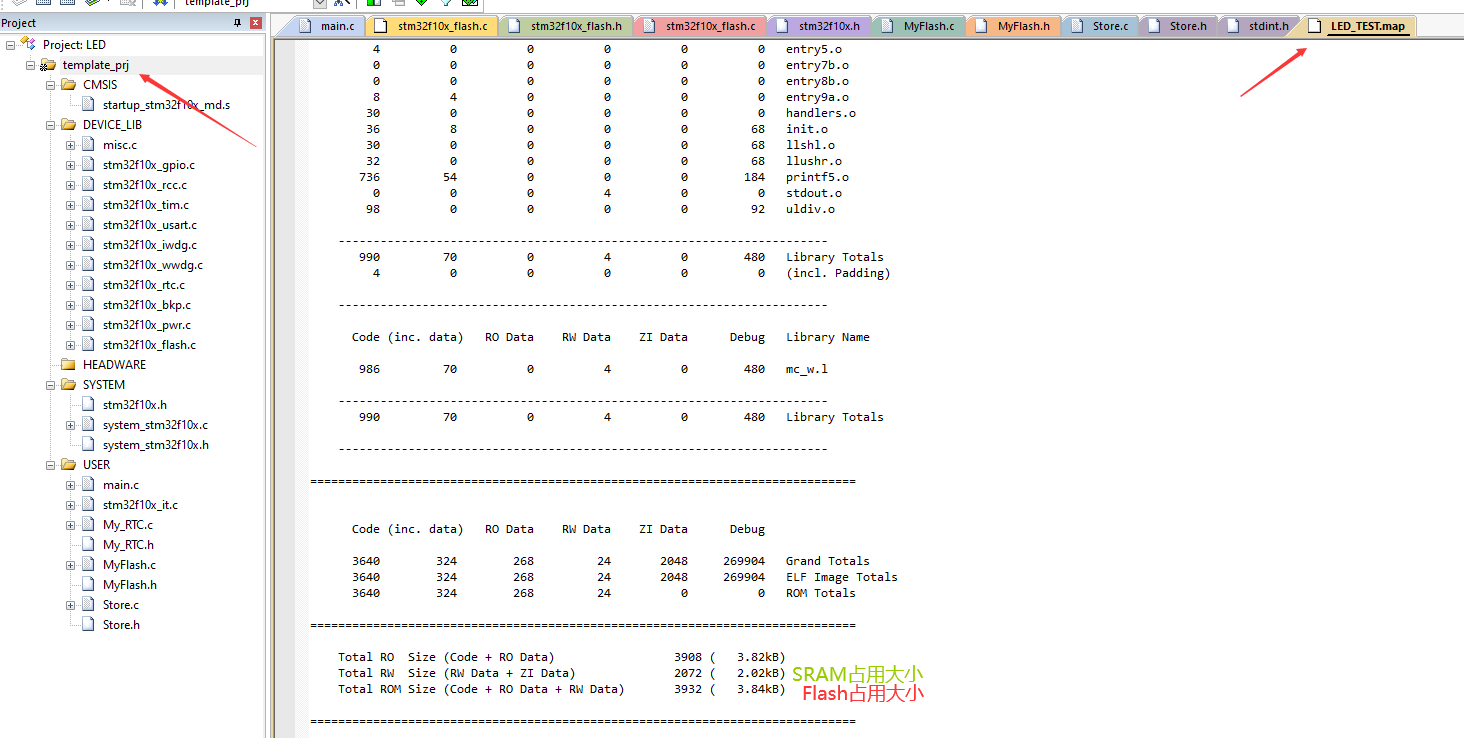 template_prj
Project
main.c
stm32f10x_flash.c
stm32f10x_flash.h
stm32f10x_flash.c
stm32f10x.h
MyFlash.c
MyFlash.h
Store.c
Store.h
stdint.h
LED_TEST.map
Project: LED
template_prj
CMSIS
startup_stm32f10x_md.s
DEVICE_LIB
misc.c
stm32f10x_gpio.c
stm32f10x_rcc.c
stm32f10x_tim.c
stm32f10x_usart.c
stm32f10x_iwdg.c
stm32f10x_wwdg.c
stm32f10x_rtc.c
stm32f10x_bkp.c
stm32f10x_pwr.c
stm32f10x_flash.c
HEADWARE
SYSTEM
stm32f10x.h
system_stm32f10x.c
system_stm32f10x.h
USER
main.c
stm32f10x_it.c
My_RTC.c
My_RTC.h
MyFlash.c
MyFlash.h
Store.c
Store.h
4 0 0 0 0 0 entry5.o
0 0 0 0 0 0 entry7b.o
0 0 0 0 0 0 entry8b.o
8 4 0 0 0 0 entry9a.o
30 0 0 0 0 0 handlers.o
36 8 0 0 0 68 init.o
30 0 0 0 0 68 llshl.o
32 0 0 0 0 68 llushr.o
736 54 0 0 0 184 printf5.o
0 0 0 4 0 0 stdout.o
98 0 0 0 0 92 uldiv.o
----------------------------------------------------------------------
990 70 0 4 0 480 Library Totals
4 0 0 0 0 0 (incl. Padding)
----------------------------------------------------------------------
Code (inc. data) RO Data RW Data ZI Data Debug Library Name
986 70 0 4 0 480 mc_w.l
----------------------------------------------------------------------
990 70 0 4 0 480 Library Totals
----------------------------------------------------------------------
==============================================================================
Code (inc. data) RO Data RW Data ZI Data Debug
3640 324 268 24 2048 269904 Grand Totals
3640 324 268 24 2048 269904 ELF Image Totals
3640 324 268 24 0 0 ROM Totals
==============================================================================
Total RO Size (Code + RO Data) 3908 ( 3.82kB)
Total RW Size (RW Data + ZI Data) 2072 ( 2.02kB) SRAM占用大小
Total ROM Size (Code + RO Data + RW Data) 3932 ( 3.84kB) Flash占用大小
==============================================================================